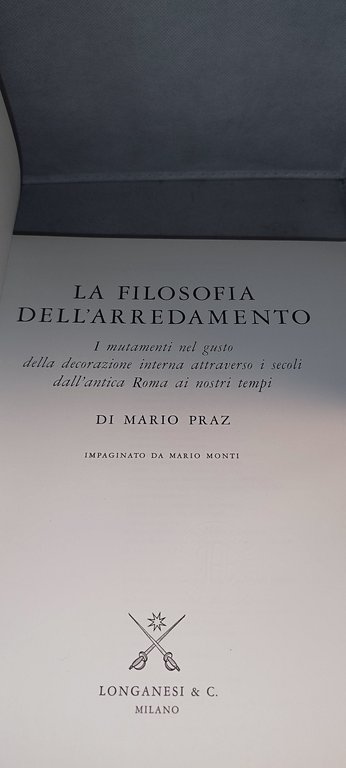 LA FILOSOFIA
DELL'ARREDAMENTO
I mutamenti nel gusto
della decorazione interna attraverso i secoli
dall'antica Roma ai nostri tempi
DI MARIO PRAZ
IMPAGINATO DA MARIO MONTI
LONGANESI & C.
MILANO